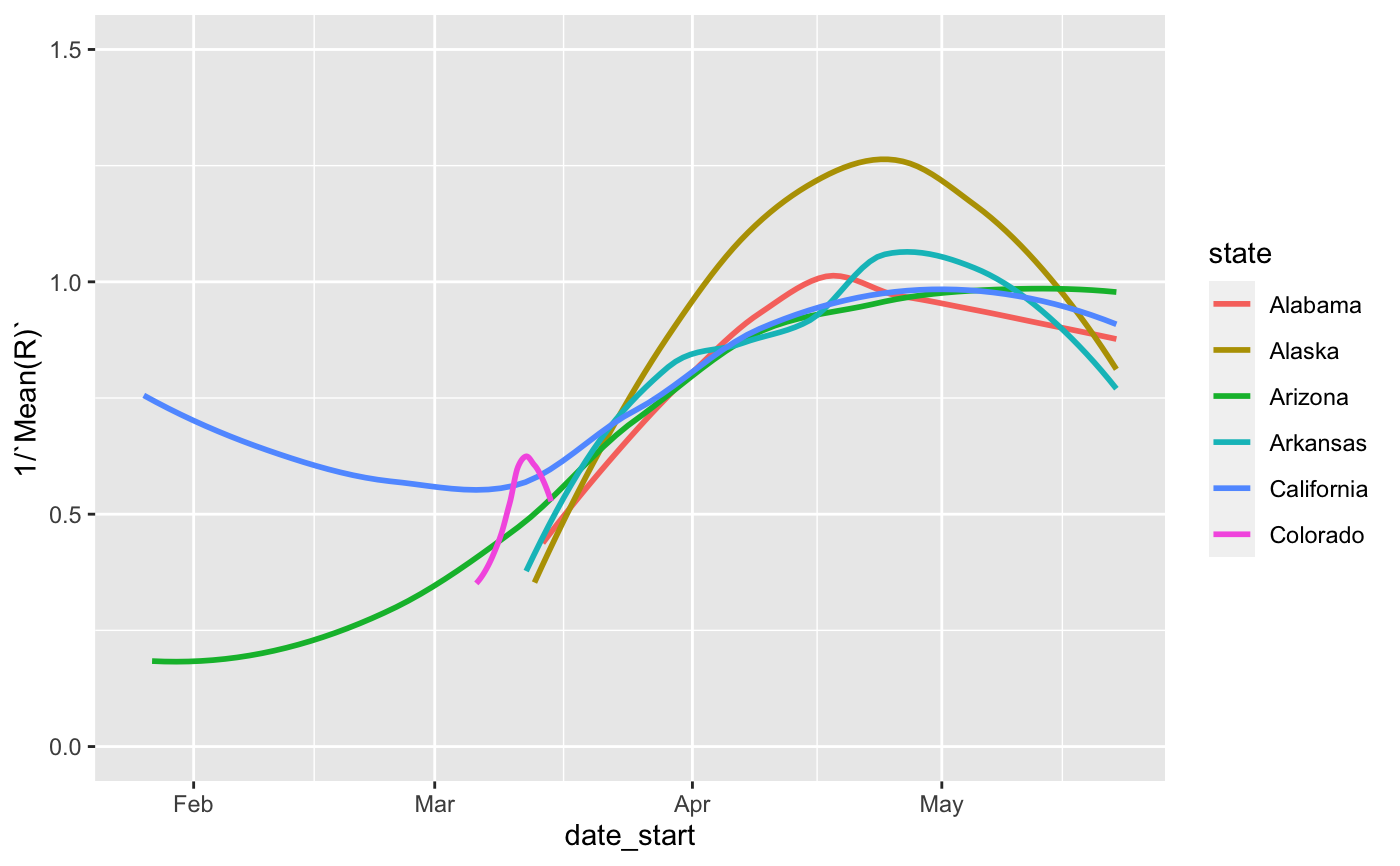 1.5
1.0
0.5
0.0
1/`Mean(R)`
Feb
Mar
Apr
May
date_start
state
Alabama
Alaska
Arizona
Arkansas
California
Colorado